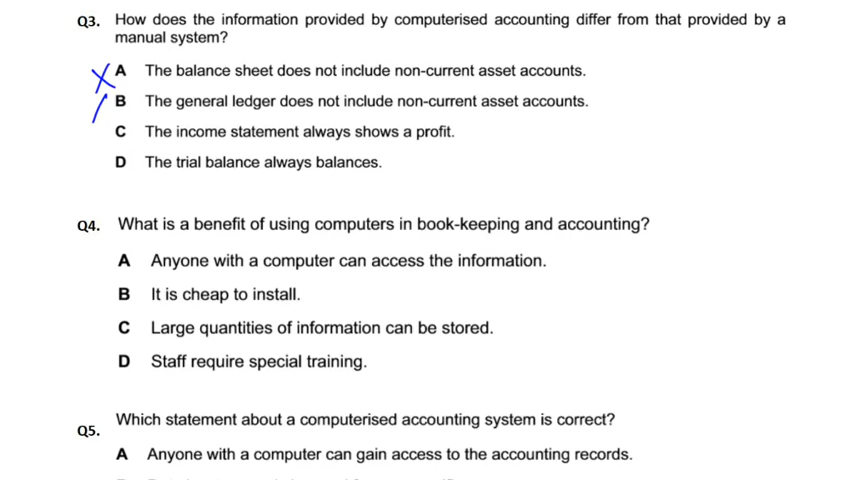 Q3. How does the information provided by computerised accounting differ from that provided by a
manual system?
A The balance sheet does not include non-current asset accounts.
B The general ledger does not include non-current asset accounts.
C The income statement always shows a profit.
D The trial balance always balances.
Q4. What is a benefit of using computers in book-keeping and accounting?
A Anyone with a computer can access the information.
B It is cheap to install.
C Large quantities of information can be stored.
D Staff require special training.
Q5. Which statement about a computerised accounting system is correct?
A Anyone with a computer can gain access to the accounting records.